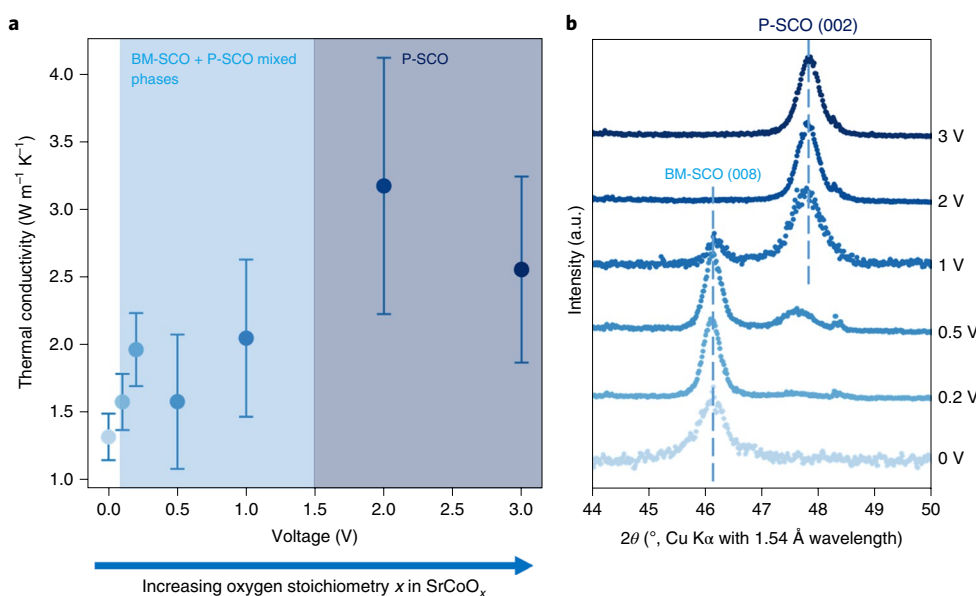 a
BM-SCO + P-SCO mixed
phases
P-SCO
Thermal conductivity (W m⁻¹ K⁻¹)
4.0
3.5
3.0
2.5
2.0
1.5
1.0
0.0 0.5 1.0 1.5 2.0 2.5 3.0
Voltage (V)
Increasing oxygen stoichiometry x in SrCoOₓ
b
P-SCO (002)
BM-SCO (008)
Intensity (a.u.)
3 V
2 V
1 V
0.5 V
0.2 V
0 V
44 45 46 47 48 49 50
2θ (°, Cu Kα with 1.54 Å wavelength)